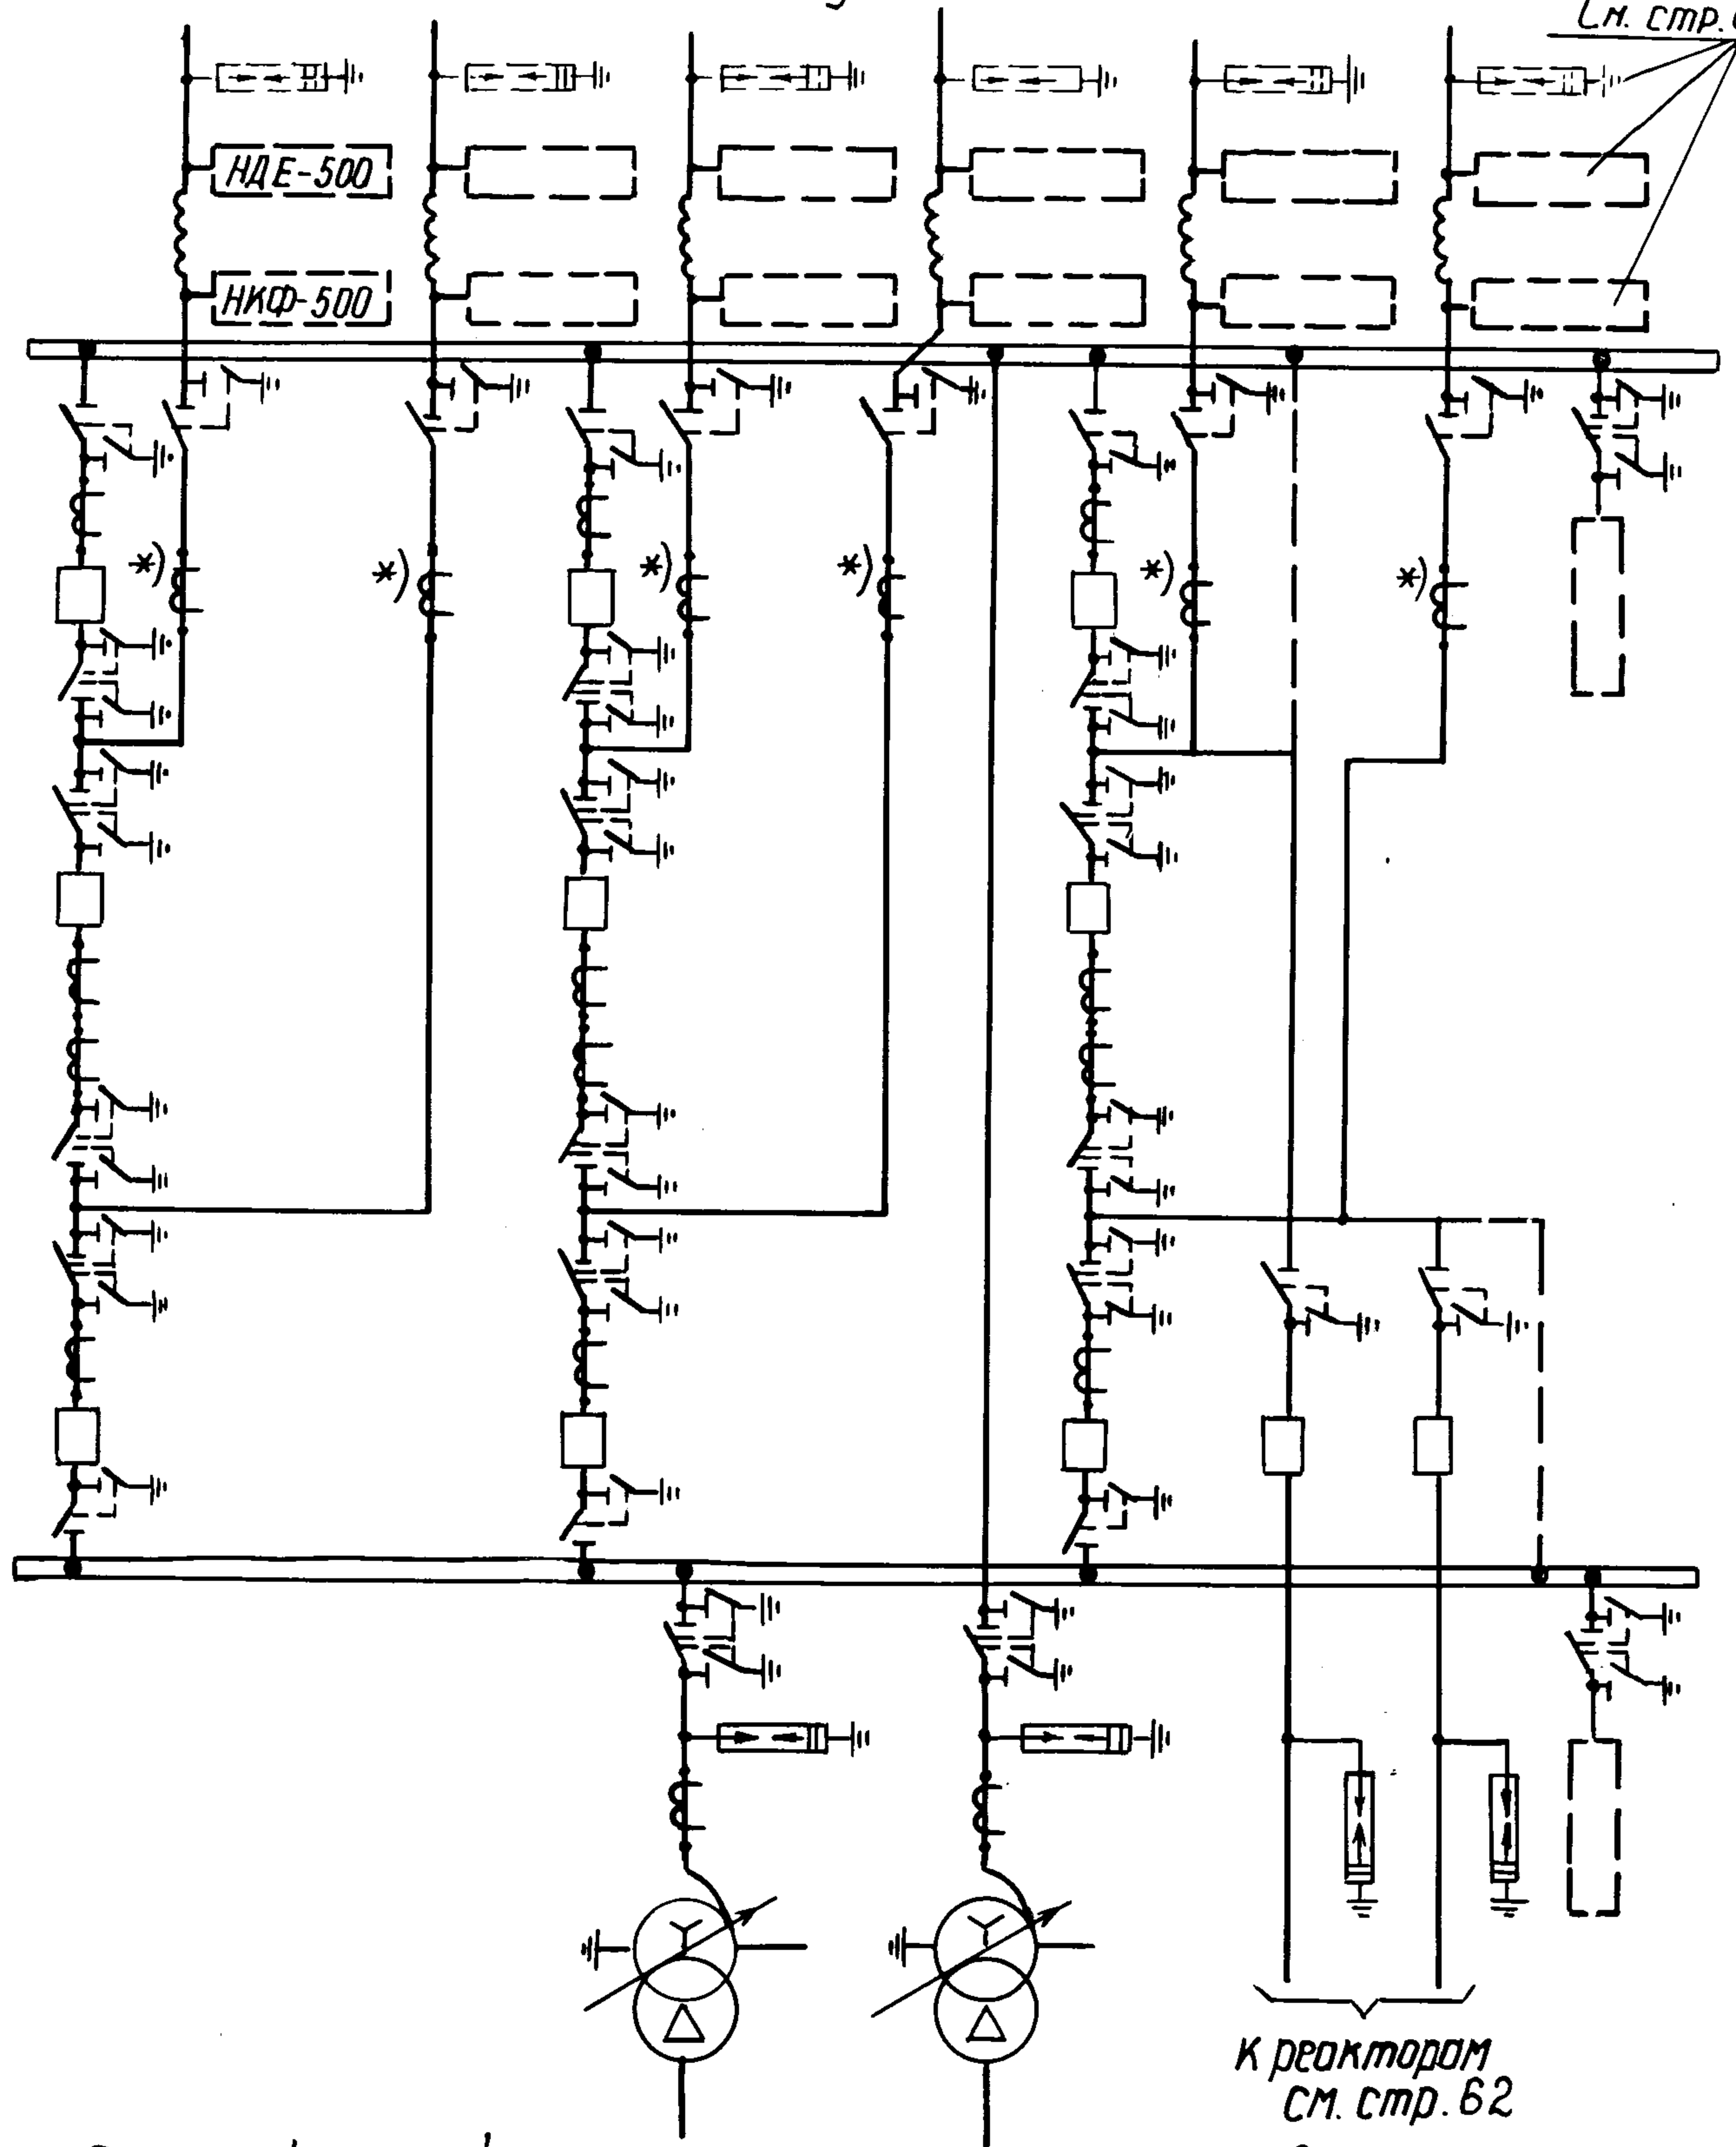 См. стр.
НДЕ-500
НКФ-500
*)
*)
*)
*)
*)
*)
К реакторам
см. стр. 62